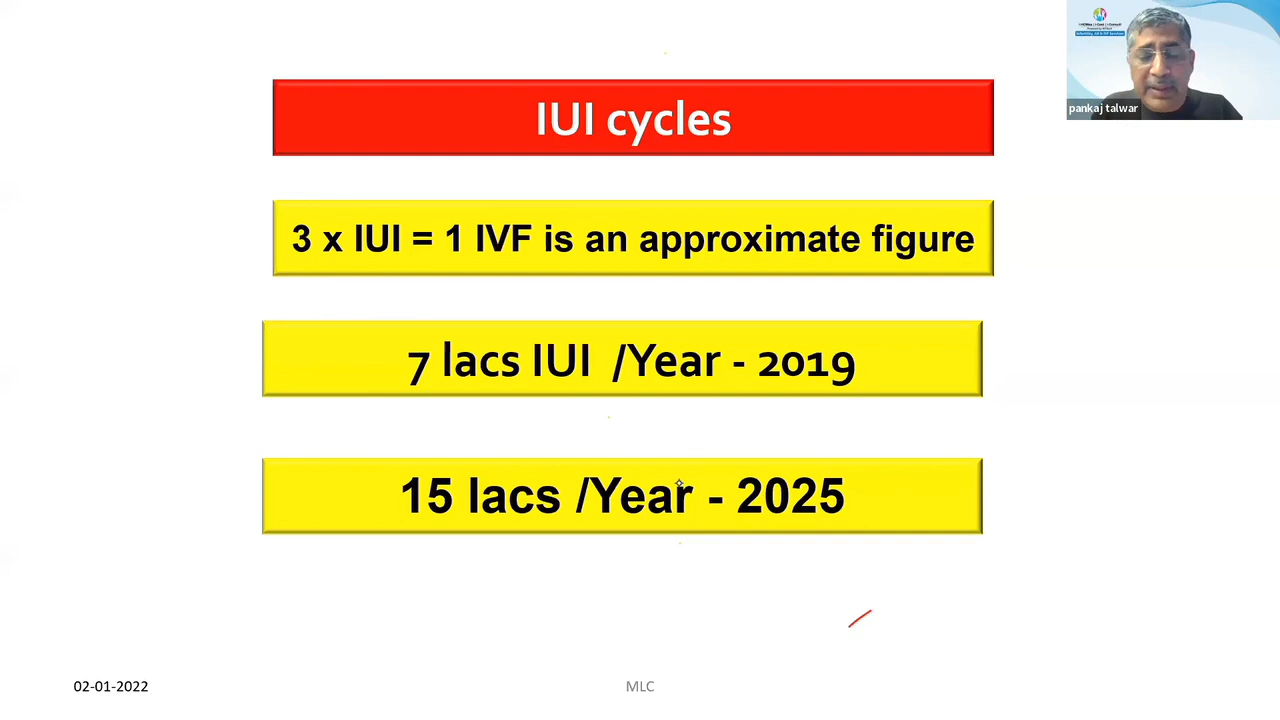 IUI cycles
3 x IUI = 1 IVF is an approximate figure
7 lacs IUI /Year - 2019
15 lacs /Year - 2025
02-01-2022
MLC
pankaj talwar